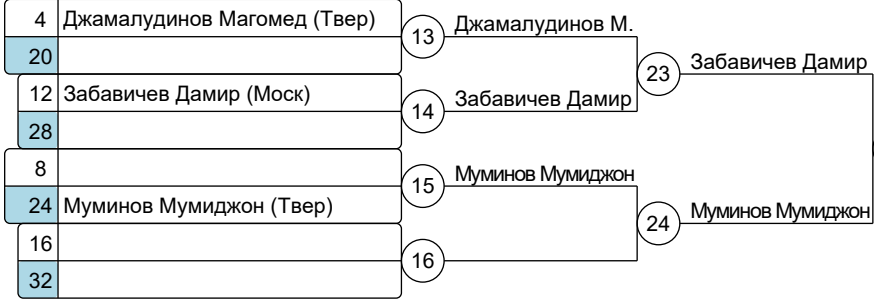 4 Джамалудинов Магомед (Твер)
13 Джамалудинов М.
20
23 Забавичев Дамир
12 Забавичев Дамир (Моск)
14 Забавичев Дамир
28
8
15 Муминов Мумиджон
24 Муминов Мумиджон (Твер)
24 Муминов Мумиджон
16
16
32